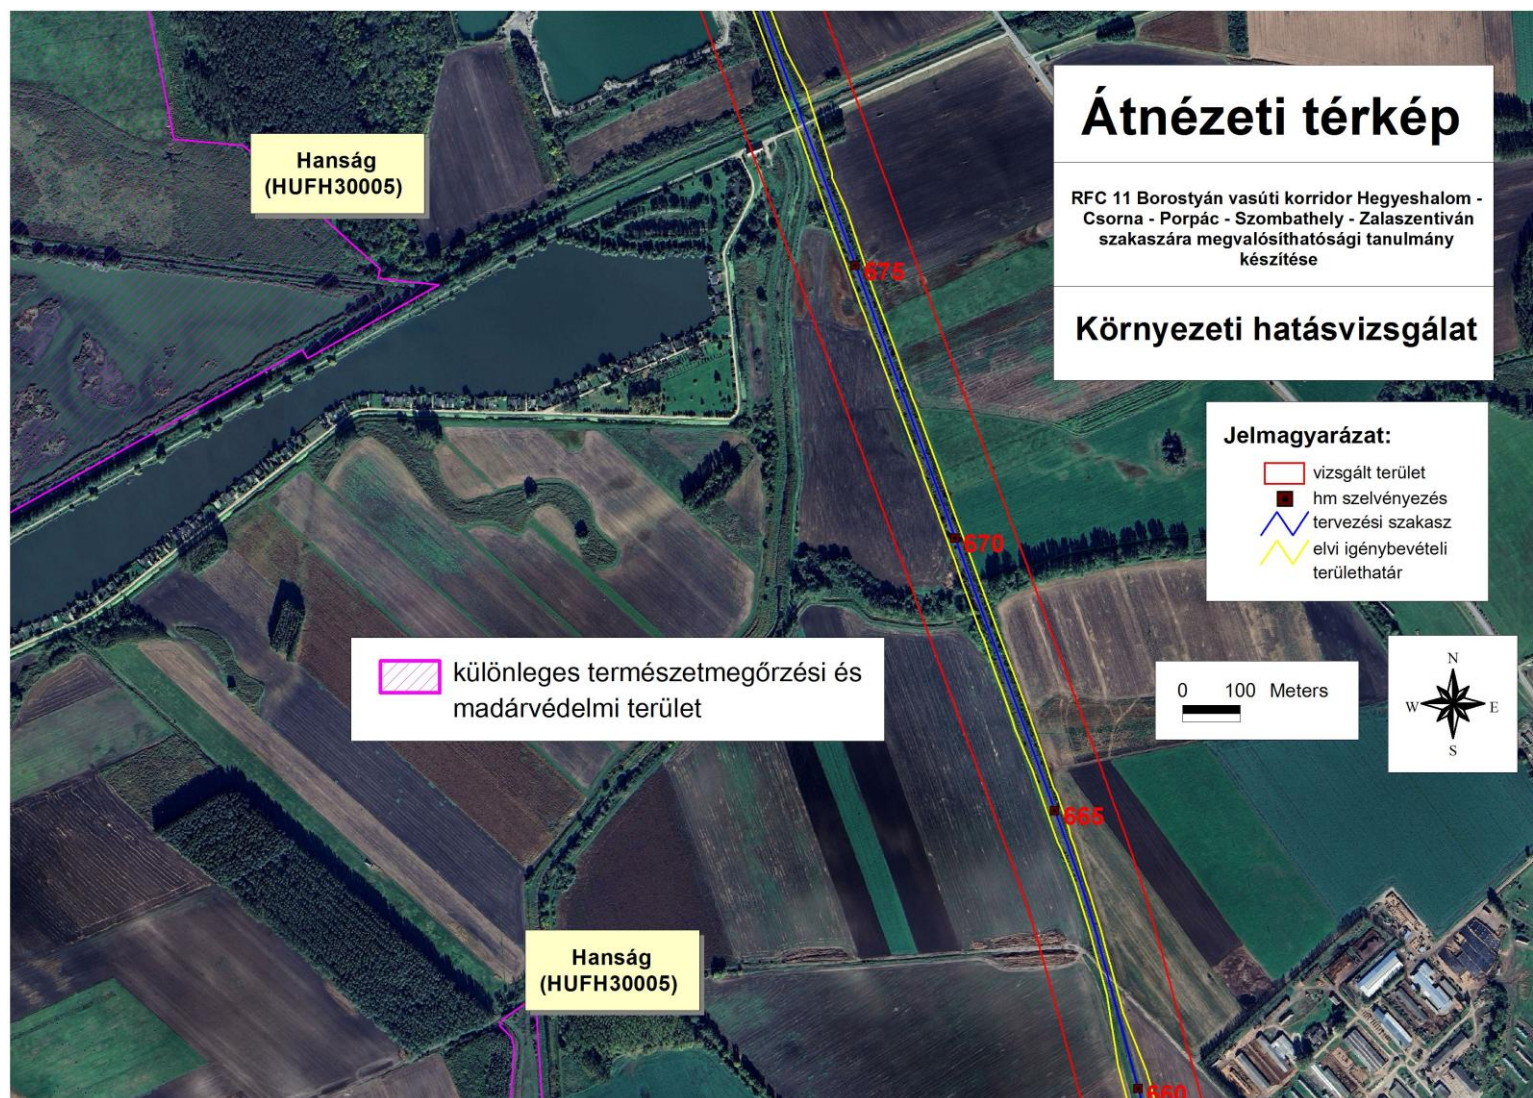 Átnézeti térkép
RFC 11 Borostyán vasúti korridor Hegyeshalom -
Csorna - Porpác - Szombathely - Zalaszentiván
szakaszára megvalósíthatósági tanulmány
készítése
Környezeti hatásvizsgálat
Hanság
(HUFH30005)
675
Jelmagyarázat:
vizsgált terület
hm szelvényezés
tervezési szakasz
elvi igénybevételi
területhatár
670
különleges természetmegőrzési és
madárvédelmi terület
0 100 Meters
N
W E
S
665
Hanság
(HUFH30005)
660